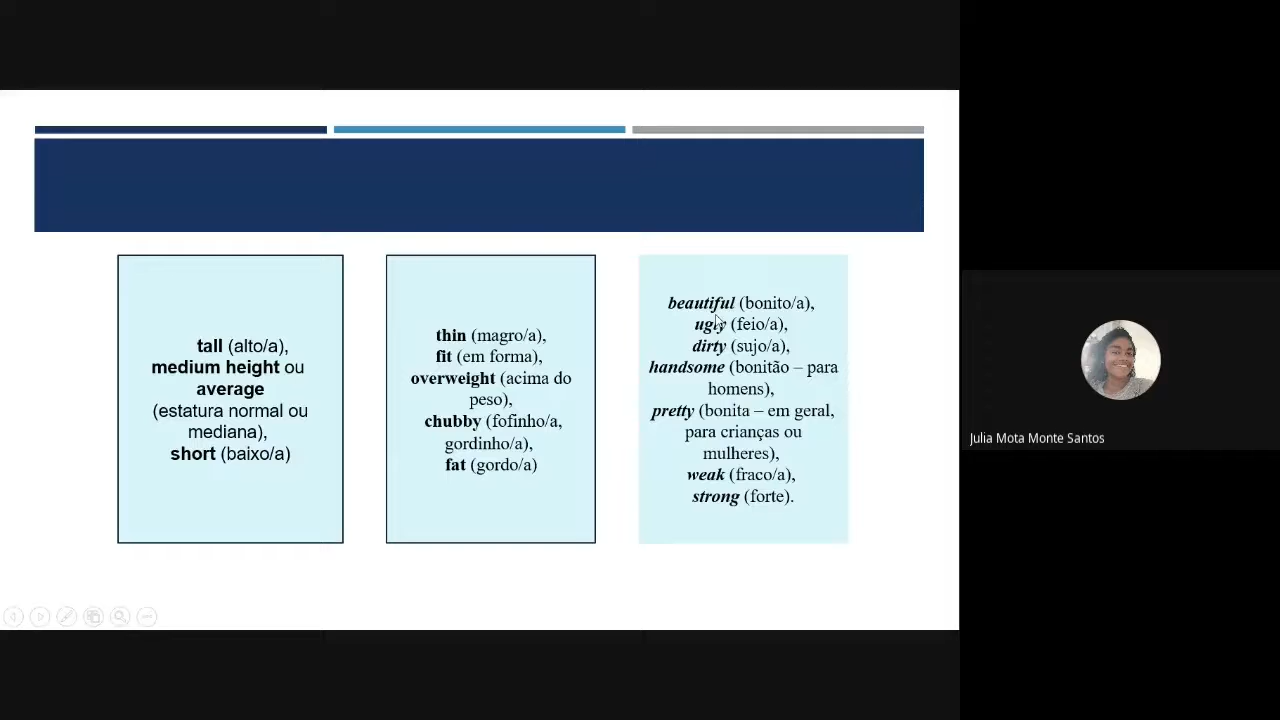 tall (alto/a),
medium height ou
average
(estatura normal ou
mediana),
short (baixo/a)
thin (magro/a),
fit (em forma),
overweight (acima do
peso),
chubby (fofinho/a,
gordinho/a),
fat (gordo/a)
beautiful (bonito/a),
ugly (feio/a),
dirty (sujo/a),
handsome (bonitão – para
homens),
pretty (bonita – em geral,
para crianças ou
mulheres),
weak (fraco/a),
strong (forte).
Julia Mota Monte Santos